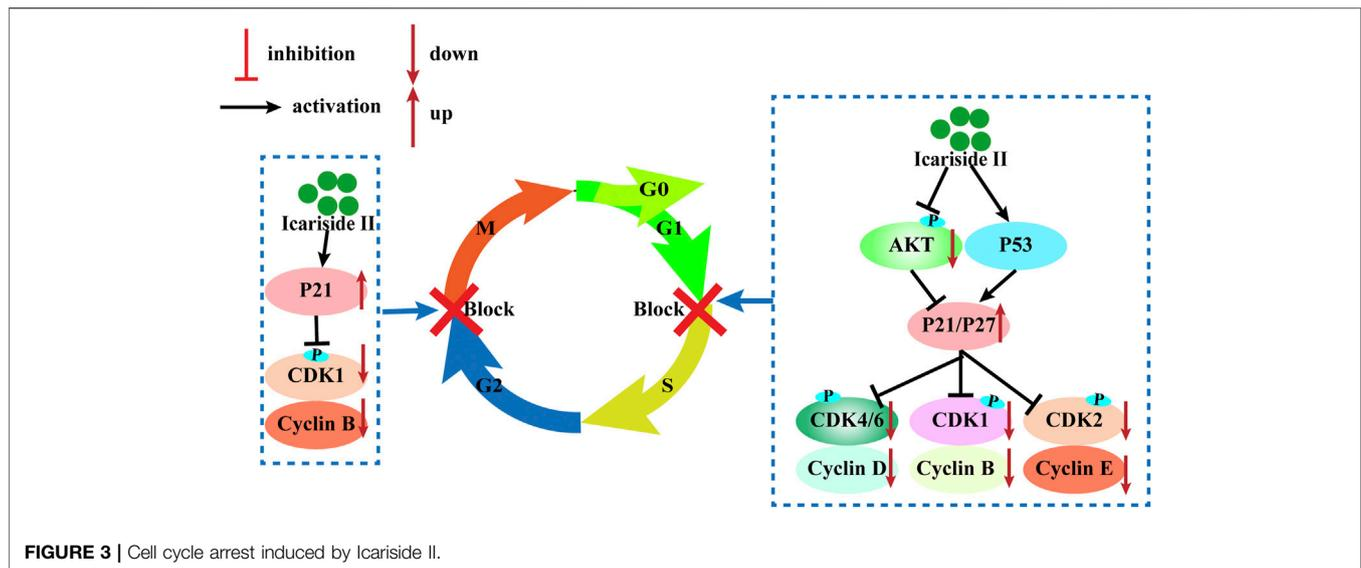 inhibition
down
activation
up
Icariside II
P21
P
CDK1
Cyclin B
M
G0
G1
Block
Block
G2
S
Icariside II
P
AKT
P53
P21/P27
P
CDK4/6
P
CDK1
P
CDK2
Cyclin D
Cyclin B
Cyclin E
FIGURE 3 | Cell cycle arrest induced by Icariside II.